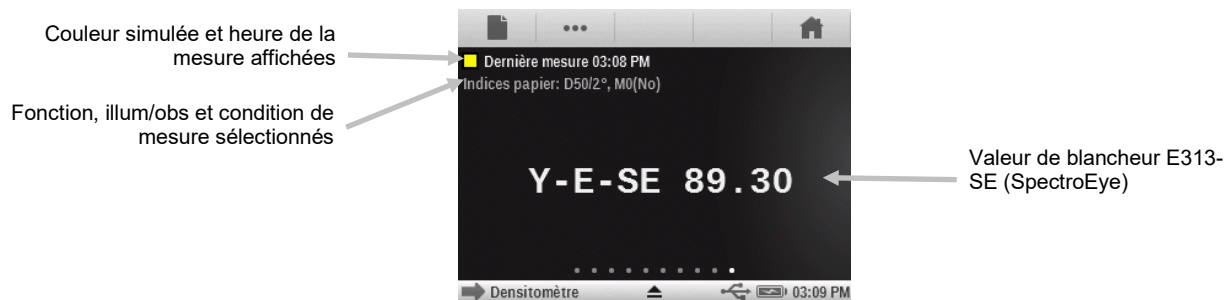 Couleur simulée et heure de la
mesure affichées
Fonction, illum/obs et condition de
mesure sélectionnés
Dernière mesure 03:08 PM
Indices papier: D50/2°, M0(No)
Y-E-SE 89.30
Valeur de blancheur E313-
SE (SpectroEye)
Densitomètre
03:09 PM